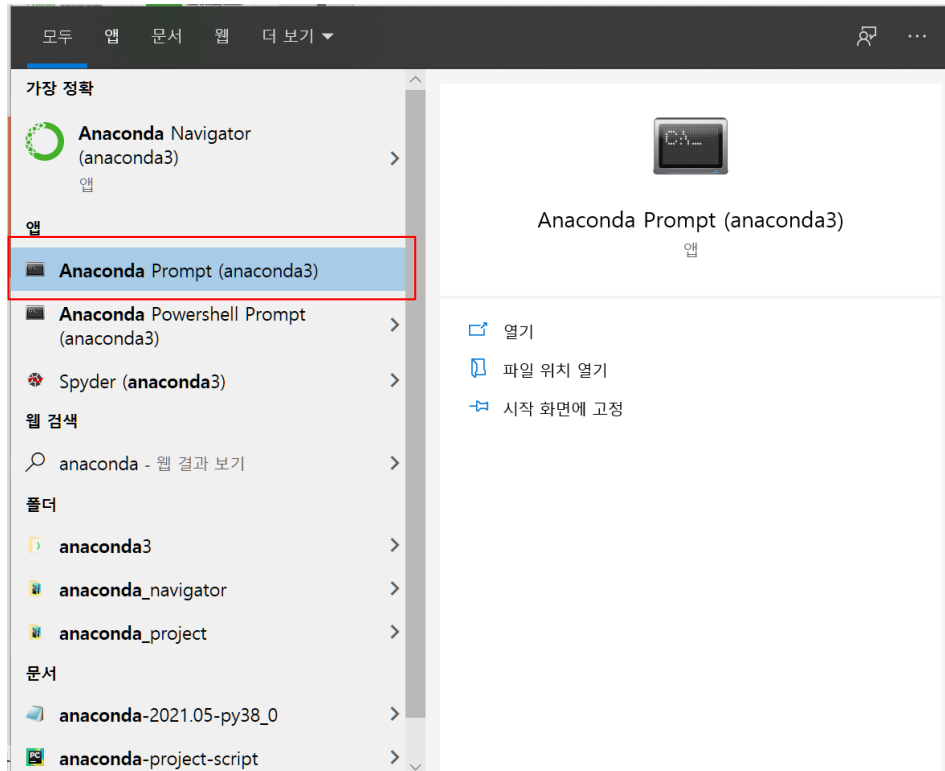 모두 앱 문서 웹 더 보기
가장 정확
Anaconda Navigator
(anaconda3)
앱
앱
Anaconda Prompt (anaconda3)
Anaconda Powershell Prompt
(anaconda3)
Spyder (anaconda3)
웹 검색
anaconda - 웹 결과 보기
폴더
anaconda3
anaconda_navigator
anaconda_project
문서
anaconda-2021.05-py38_0
anaconda-project-script
C:\_
Anaconda Prompt (anaconda3)
앱
열기
파일 위치 열기
시작 화면에 고정